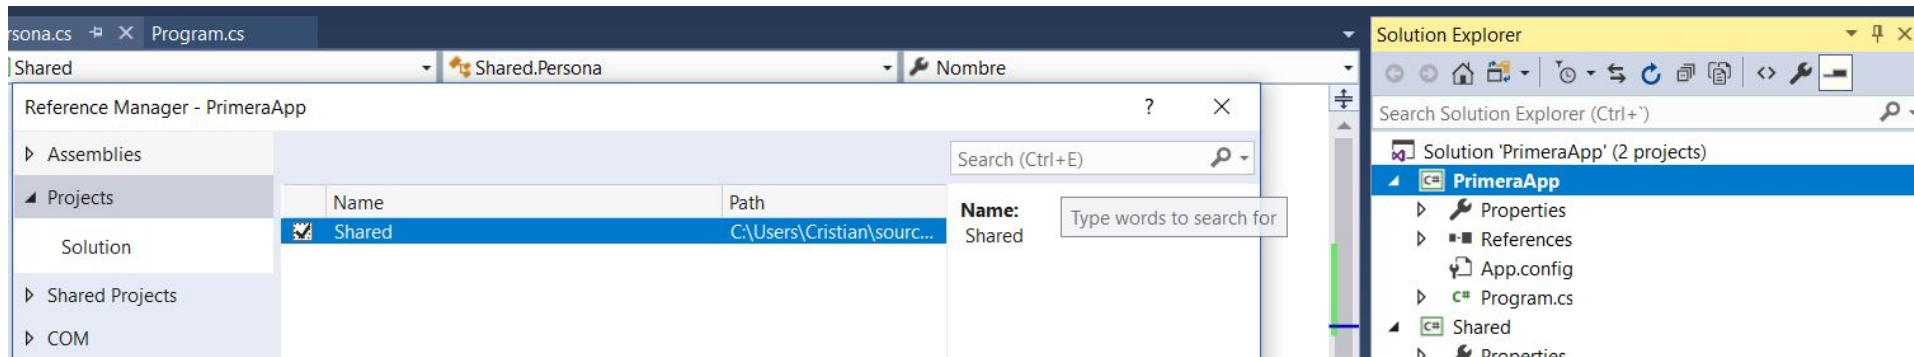 rsona.cs Program.cs
Shared Shared.Persona Nombre
Reference Manager - PrimeraApp ? 
Assemblies
Search (Ctrl+E)
Projects
Solution
Shared Projects
COM
Name Path
Shared C:\Users\Cristian\sourc...
Name:
Shared
Type words to search for
Solution Explorer
Search Solution Explorer (Ctrl+`)
Solution 'PrimeraApp' (2 projects)
C# PrimeraApp
Properties
References
App.config
C# Program.cs
C# Shared
Properties